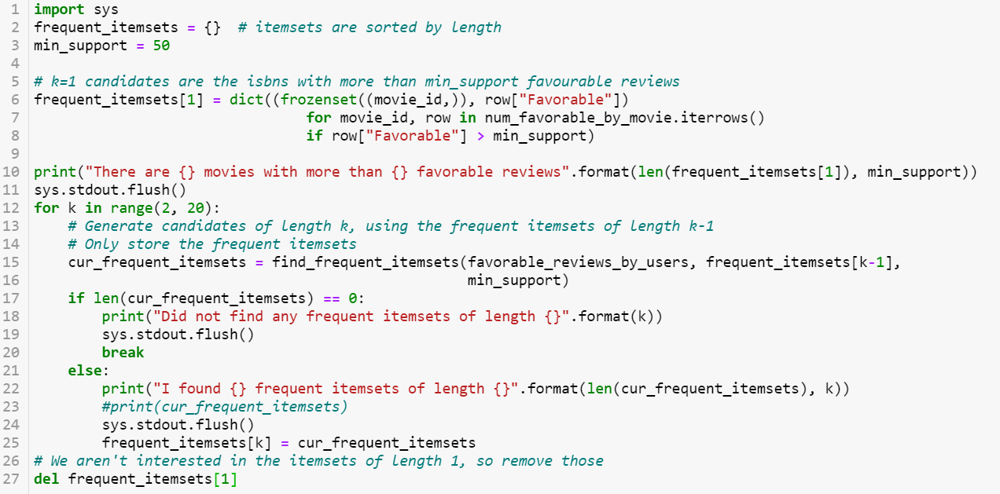 1 import sys
2 frequent_itemsets = {}  # itemsets are sorted by length
3 min_support = 50
4
5 # k=1 candidates are the isbns with more than min_support favourable reviews
6 frequent_itemsets[1] = dict((frozenset((movie_id,)), row["Favorable"])
7                                 for movie_id, row in num_favorable_by_movie.iterrows()
8                                 if row["Favorable"] > min_support)
9
10 print("There are {} movies with more than {} favorable reviews".format(len(frequent_itemsets[1]), min_support))
11 sys.stdout.flush()
12 for k in range(2, 20):
13     # Generate candidates of length k, using the frequent itemsets of length k-1
14     # Only store the frequent itemsets
15     cur_frequent_itemsets = find_frequent_itemsets(favorable_reviews_by_users, frequent_itemsets[k-1],
16                                                    min_support)
17     if len(cur_frequent_itemsets) == 0:
18         print("Did not find any frequent itemsets of length {}".format(k))
19         sys.stdout.flush()
20         break
21     else:
22         print("I found {} frequent itemsets of length {}".format(len(cur_frequent_itemsets), k))
23         #print(cur_frequent_itemsets)
24         sys.stdout.flush()
25         frequent_itemsets[k] = cur_frequent_itemsets
26 # We aren't interested in the itemsets of length 1, so remove those
27 del frequent_itemsets[1]